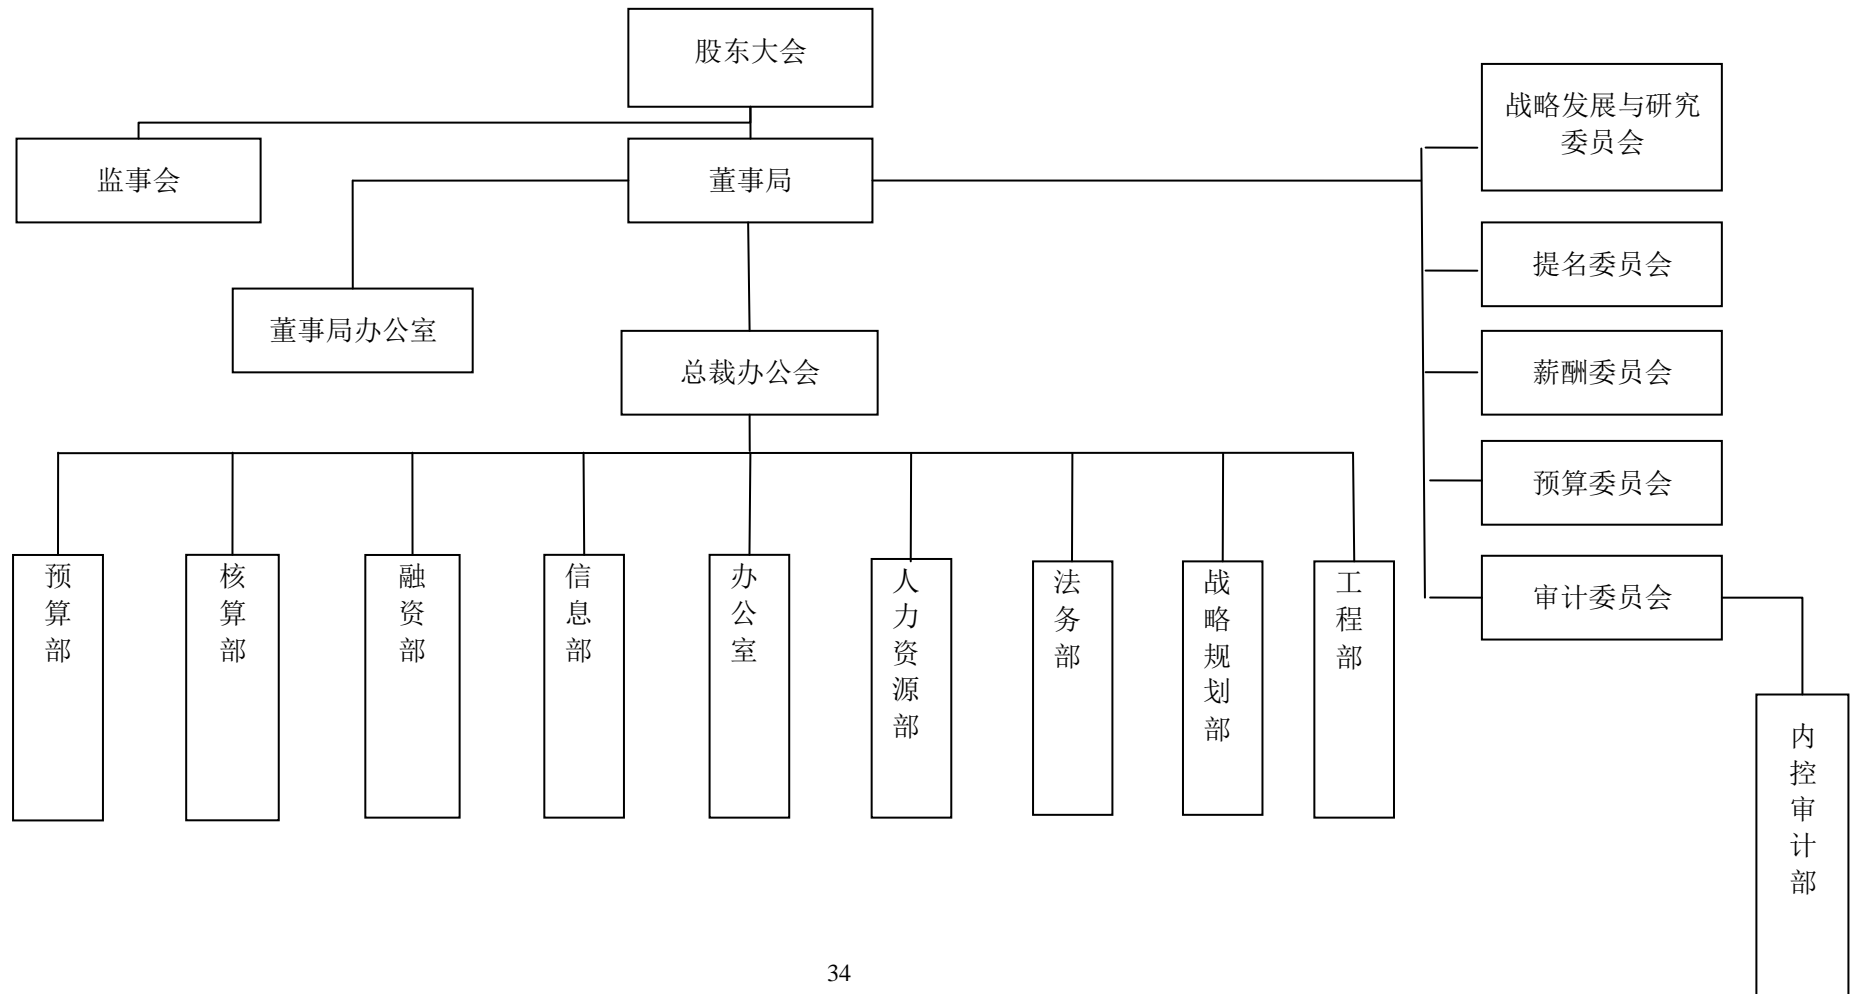 股东大会
战略发展与研究
委员会
监事会
董事局
提名委员会
董事局办公室
总裁办公会
薪酬委员会
预算委员会
审计委员会
预算部
核算部
融资部
信息部
办公室
人力资源部
法务部
战略规划部
工程部
内控审计部
34